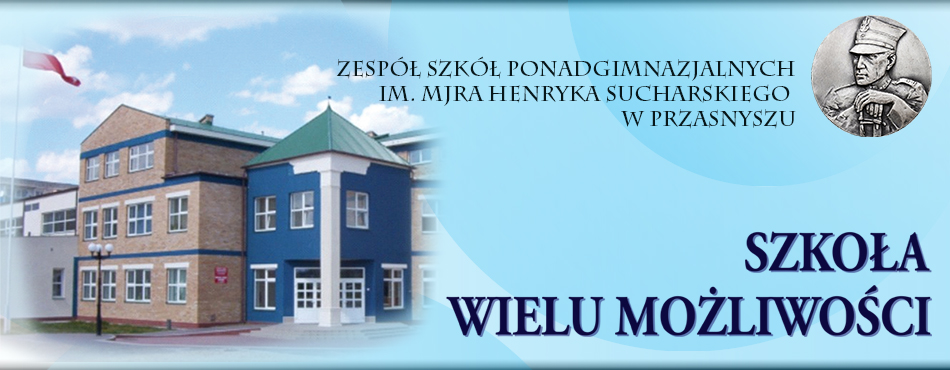 ZESPÓŁ SZKÓŁ PONADGIMNAZJALNYCH
IM. MJRA HENRYKA SUCHARSKIEGO
W PRZASNYSZU
SZKOŁA
WIELU MOŻLIWOŚCI